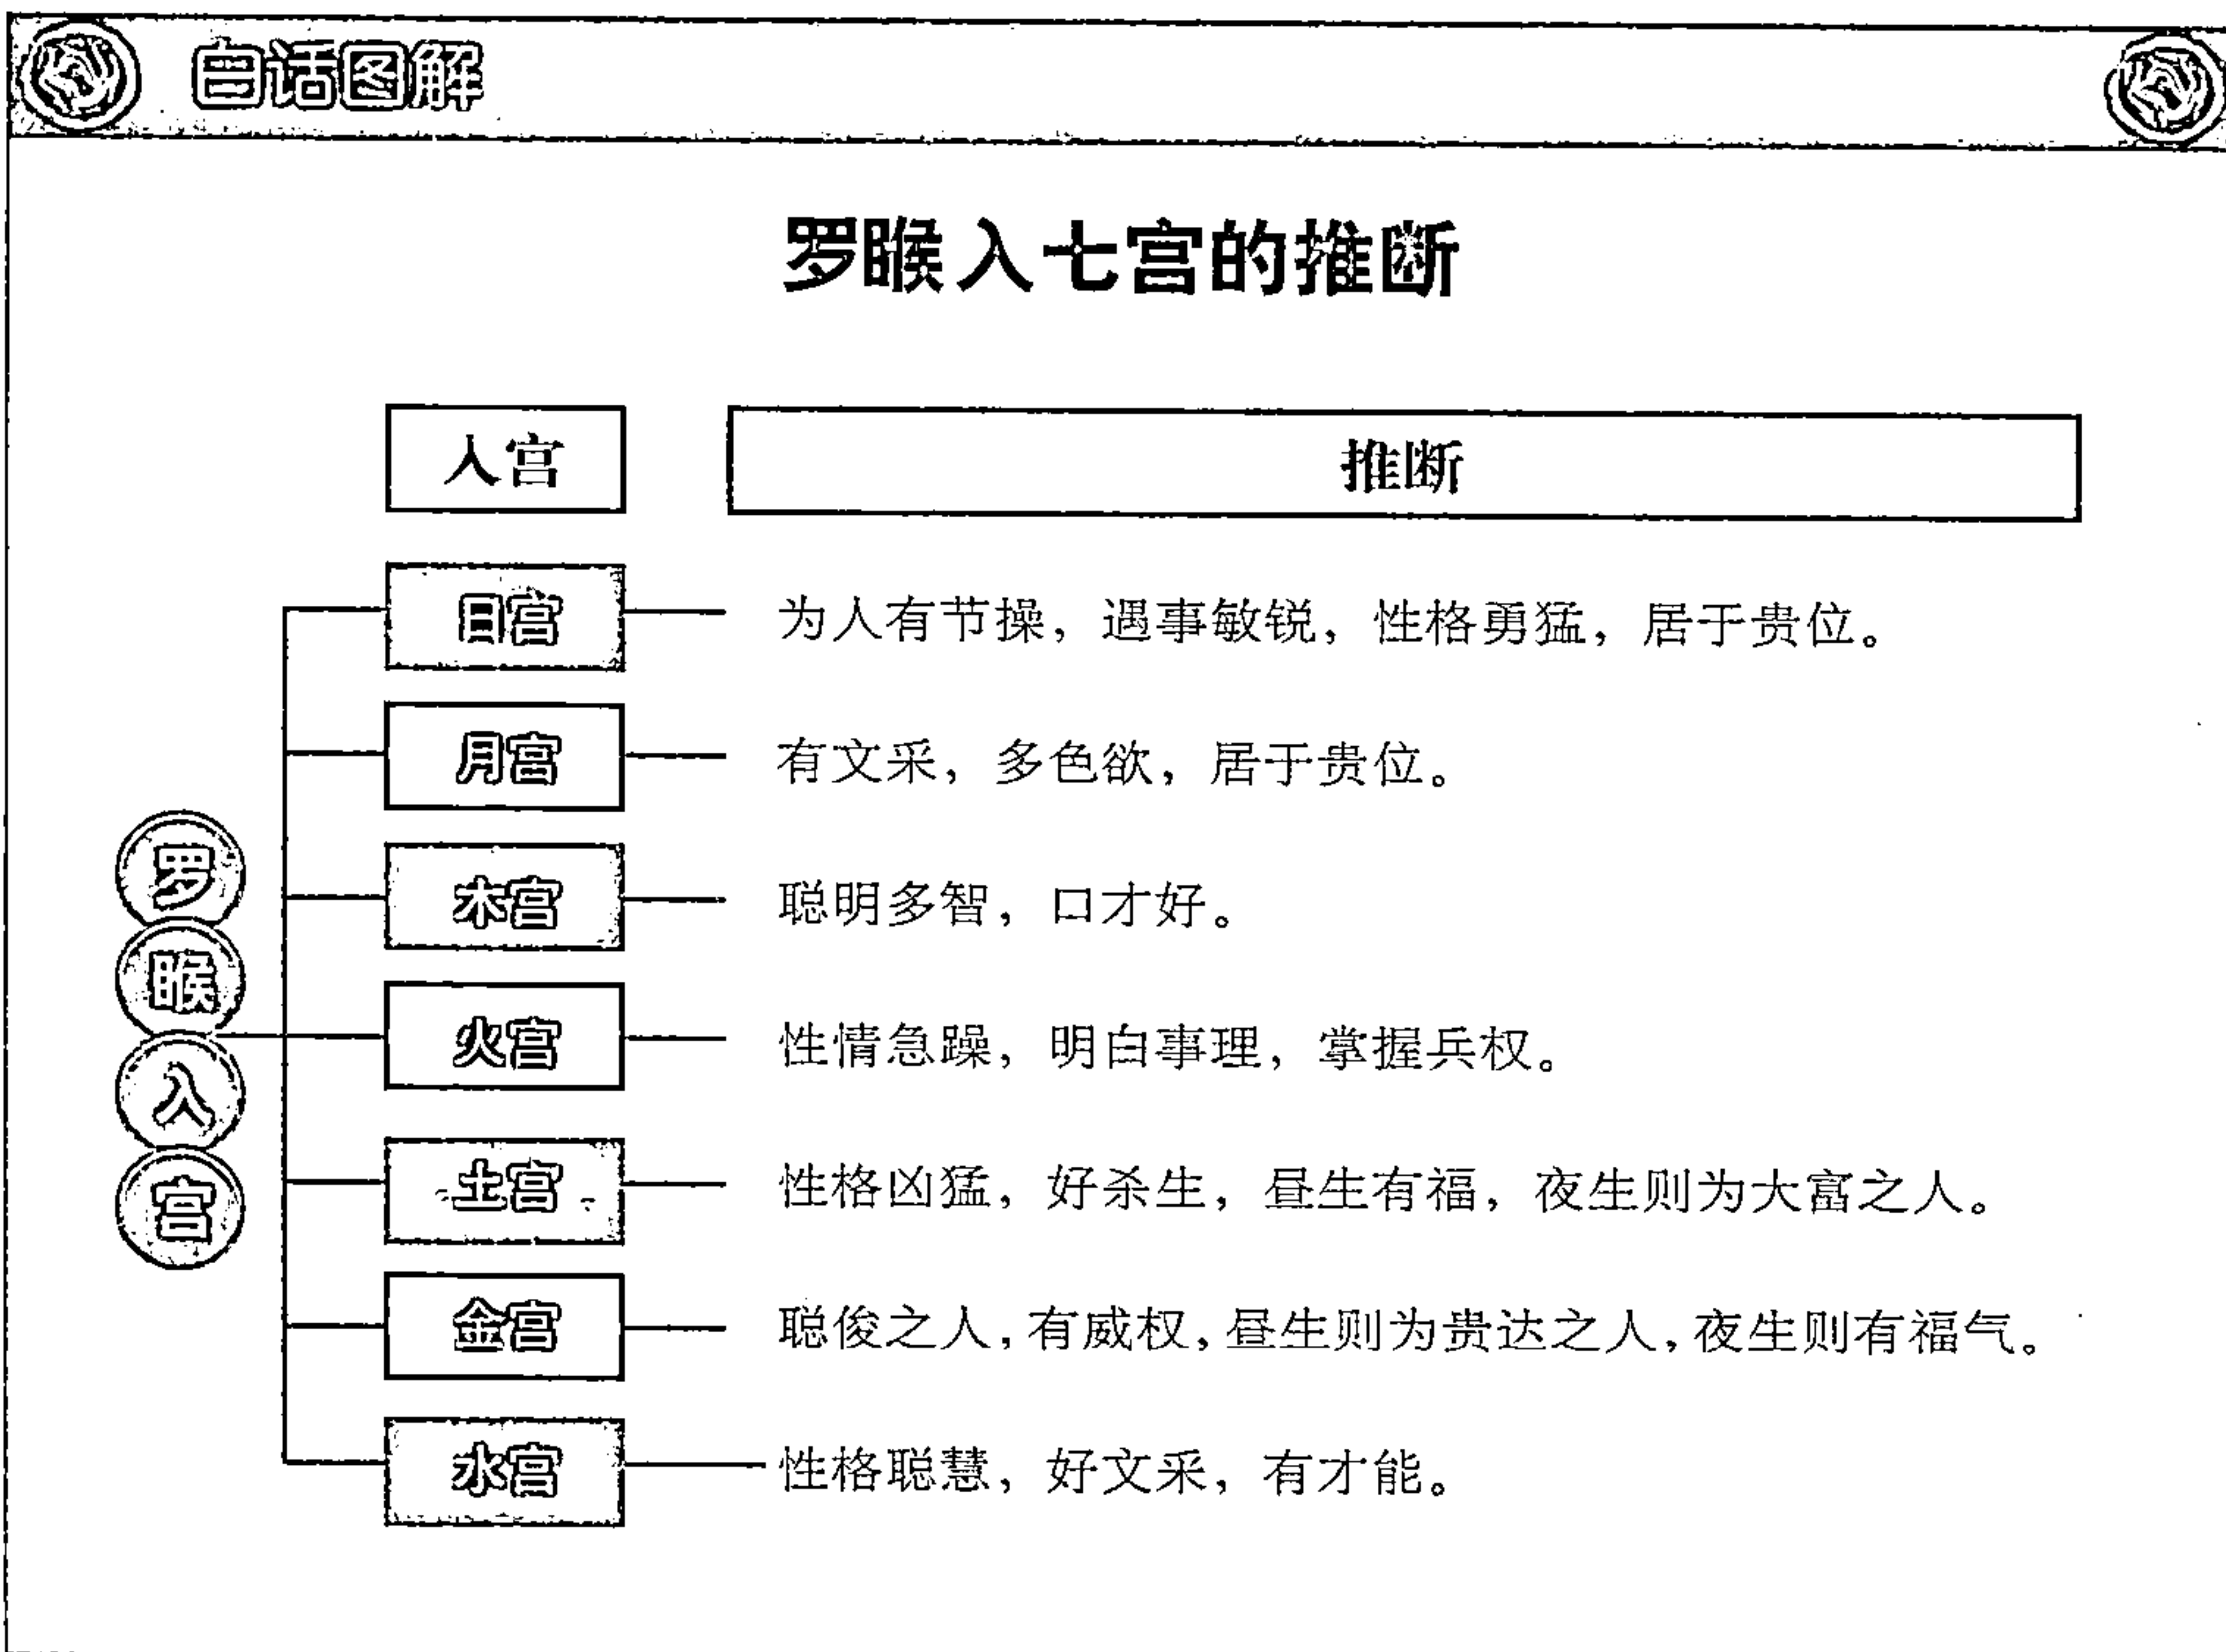 白话图解
罗睺入七宫的推断
入宫 推断
罗睺入宫
日宫 为人有节操，遇事敏锐，性格勇猛，居于贵位。
月宫 有文采，多色欲，居于贵位。
木宫 聪明多智，口才好。
火宫 性情急躁，明白事理，掌握兵权。
土宫 性格凶猛，好杀生，昼生有福，夜生则为大富之人。
金宫 聪俊之人，有威权，昼生则为贵达之人，夜生则有福气。
水宫 性格聪慧，好文采，有才能。